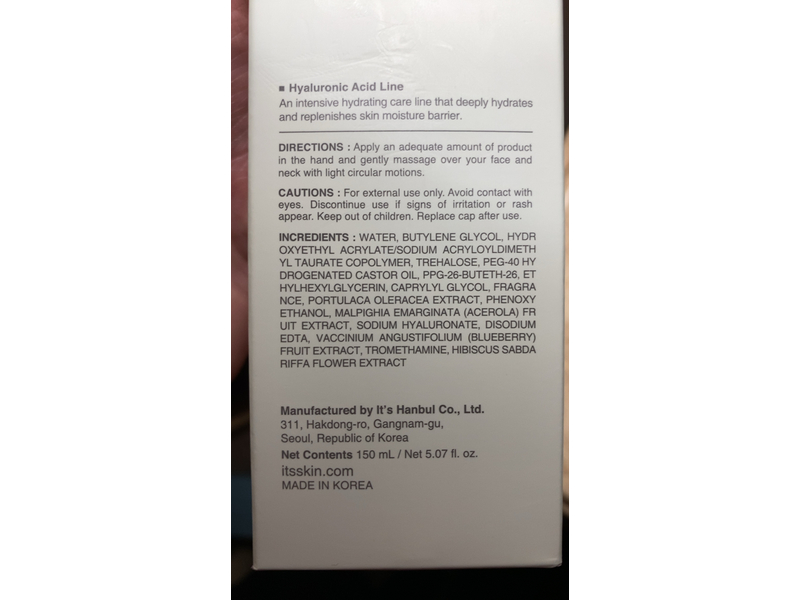 ■ Hyaluronic Acid Line
An intensive hydrating care line that deeply hydrates
and replenishes skin moisture barrier.
DIRECTIONS : Apply an adequate amount of product
in the hand and gently massage over your face and
neck with light circular motions.
CAUTIONS : For external use only. Avoid contact with
eyes. Discontinue use if signs of irritation or rash
appear. Keep out of children. Replace cap after use.
INCREDIENTS : WATER, BUTYLENE GLYCOL, HYDR
OXYETHYL ACRYLATE/SODIUM ACRYLOYLDIMETH
YL TAURATE COPOLYMER, TREHALOSE, PEG-40 HY
DROGENATED CASTOR OIL, PPG-26-BUTETH-26, ET
HYLHEXYLGLYCERIN, CAPRYLYL GLYCOL, FRAGRA
NCE, PORTULACA OLERACEA EXTRACT, PHENOXY
ETHANOL, MALPIGHIA EMARGINATA (ACEROLA) FR
UIT EXTRACT, SODIUM HYALURONATE, DISODIUM
EDTA, VACCINIUM ANGUSTIFOLIUM (BLUEBERRY)
FRUIT EXTRACT, TROMETHAMINE, HIBISCUS SABDA
RIFFA FLOWER EXTRACT
Manufactured by It's Hanbul Co., Ltd.
311, Hakdong-ro, Gangnam-gu,
Seoul, Republic of Korea
Net Contents 150 mL / Net 5.07 fl. oz.
itsskin.com
MADE IN KOREA